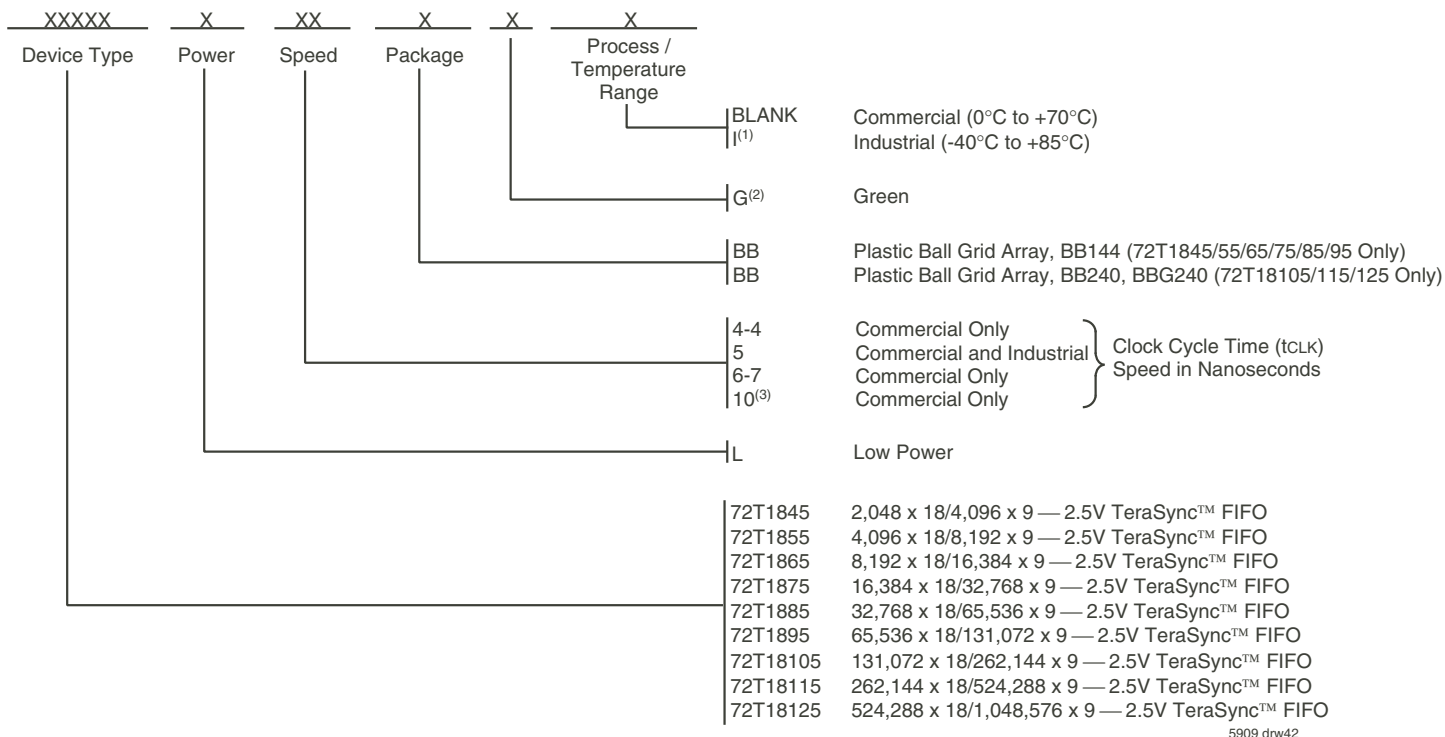 XXXXX X XX X X X
Device Type Power Speed Package Process /
Temperature
Range
BLANK Commercial (0°C to +70°C)
I(1) Industrial (-40°C to +85°C)
G(2) Green
BB Plastic Ball Grid Array, BB144 (72T1845/55/65/75/85/95 Only)
BB Plastic Ball Grid Array, BB240, BBG240 (72T18105/115/125 Only)
4-4 Commercial Only
5 Commercial and Industrial
6-7 Commercial Only
10(3) Commercial Only
Clock Cycle Time (tCLK)
Speed in Nanoseconds
L Low Power
72T1845 2,048 x 18/4,096 x 9 — 2.5V TeraSync™ FIFO
72T1855 4,096 x 18/8,192 x 9 — 2.5V TeraSync™ FIFO
72T1865 8,192 x 18/16,384 x 9 — 2.5V TeraSync™ FIFO
72T1875 16,384 x 18/32,768 x 9 — 2.5V TeraSync™ FIFO
72T1885 32,768 x 18/65,536 x 9 — 2.5V TeraSync™ FIFO
72T1895 65,536 x 18/131,072 x 9 — 2.5V TeraSync™ FIFO
72T18105 131,072 x 18/262,144 x 9 — 2.5V TeraSync™ FIFO
72T18115 262,144 x 18/524,288 x 9 — 2.5V TeraSync™ FIFO
72T18125 524,288 x 18/1,048,576 x 9 — 2.5V TeraSync™ FIFO
5909 drw42